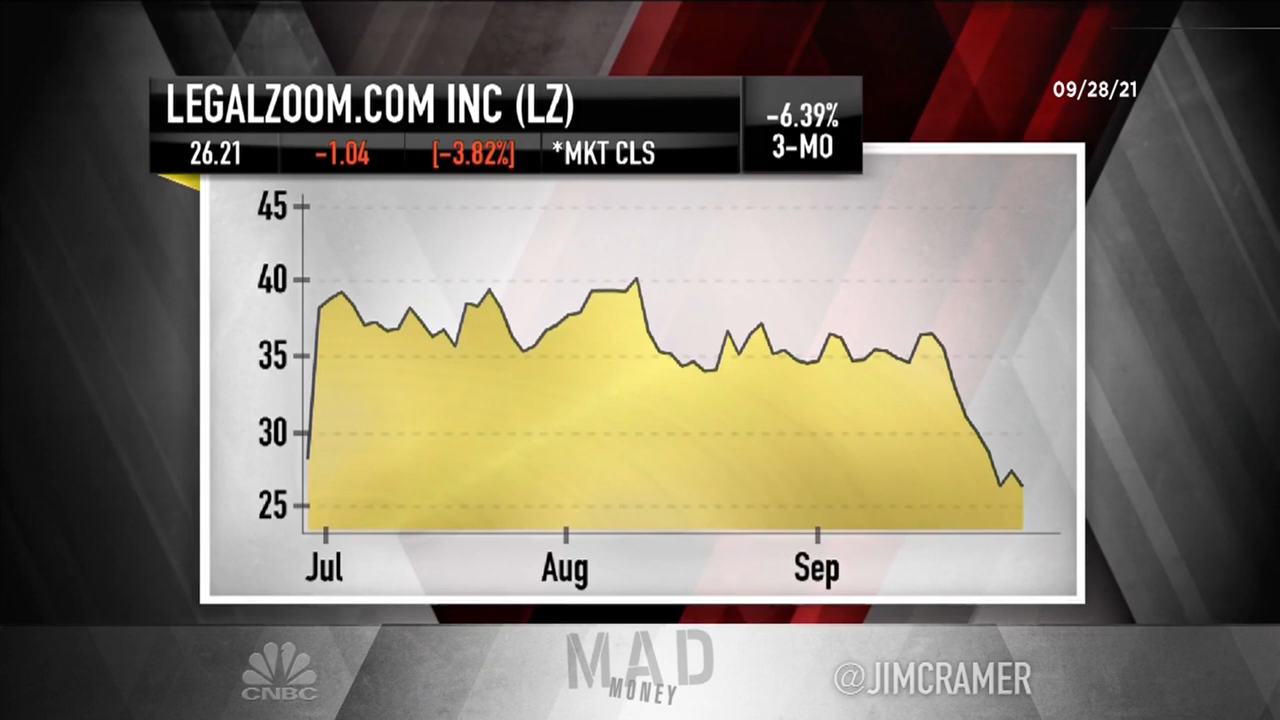 LEGALZOOM.COM INC (LZ)
26.21 -1.04 [-3.82%] *MKT CLS
-6.39%
3-MO
09/28/21
45
40
35
30
25
Jul Aug Sep
CNBC
MAD
MONEY
@JIMCRAMER